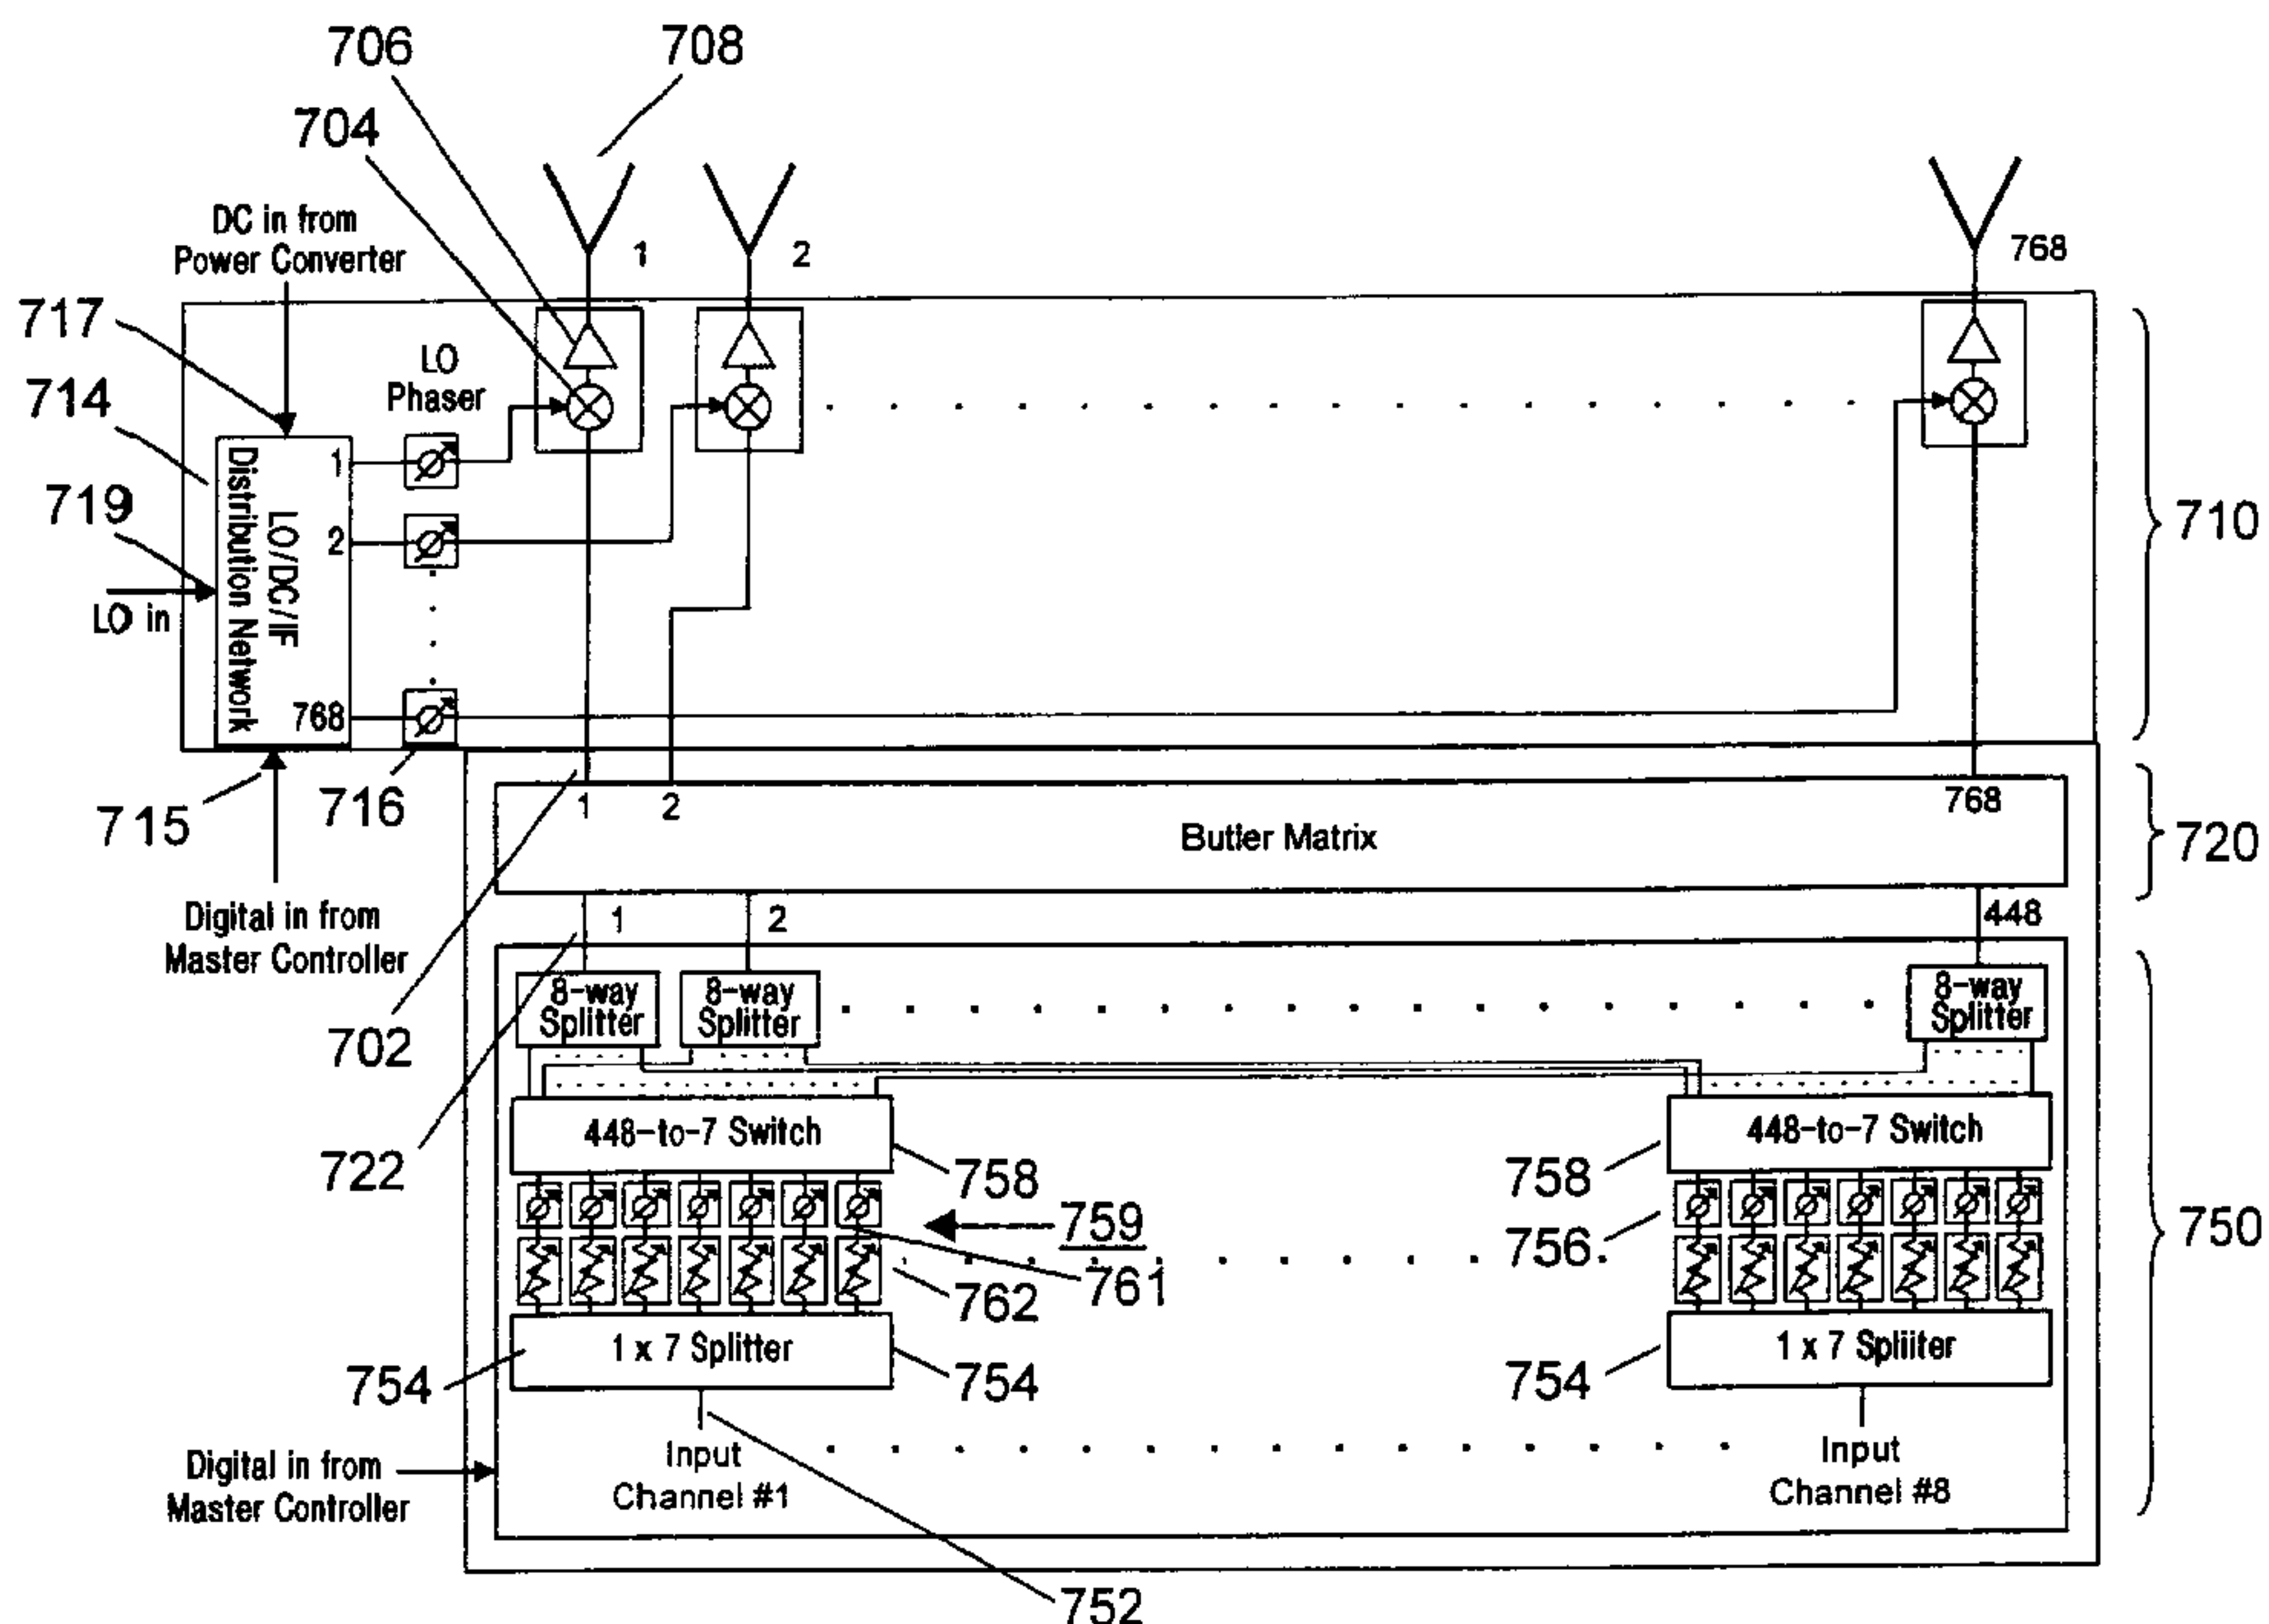 706
708
704
DC in from
Power Converter
1
2
768
717
LO
Phaser
714
719
LO in
LO/DC/IF
Distribution Network
1
2
768
710
715
716
1
2
768
Butler Matrix
720
Digital in from
Master Controller
1
2
448
702
8-way
Splitter
8-way
Splitter
8-way
Splitter
722
448-to-7 Switch
448-to-7 Switch
758
758
759
756
761
762
750
1 x 7 Splitter
1 x 7 Spliiter
754
754
754
Digital in from
Master Controller
Input
Channel #1
Input
Channel #8
752